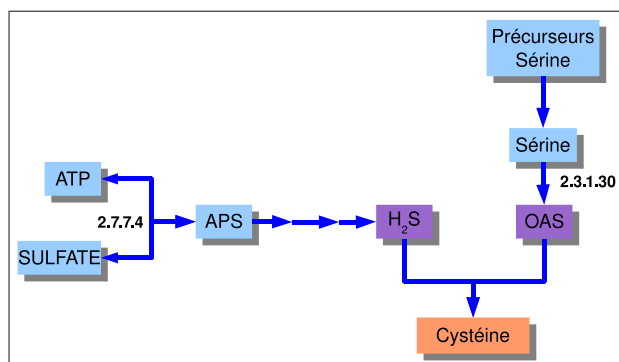 Précurseurs
Sérine
Sérine
2.3.1.30
ATP
2.7.7.4
APS
H₂S
OAS
SULFATE
Cystéine